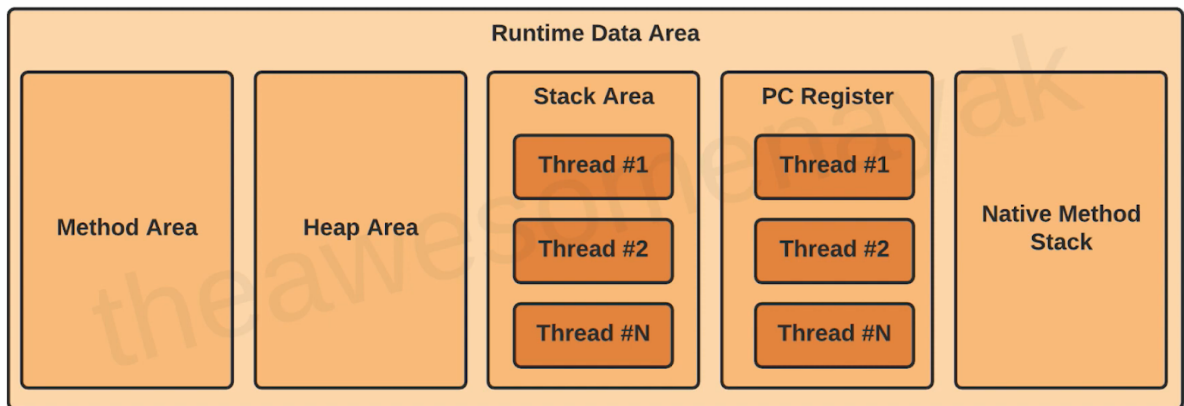 Runtime Data Area
Method Area
Heap Area
Stack Area
Thread #1
Thread #2
Thread #N
PC Register
Thread #1
Thread #2
Thread #N
Native Method
Stack
theawesomenayak